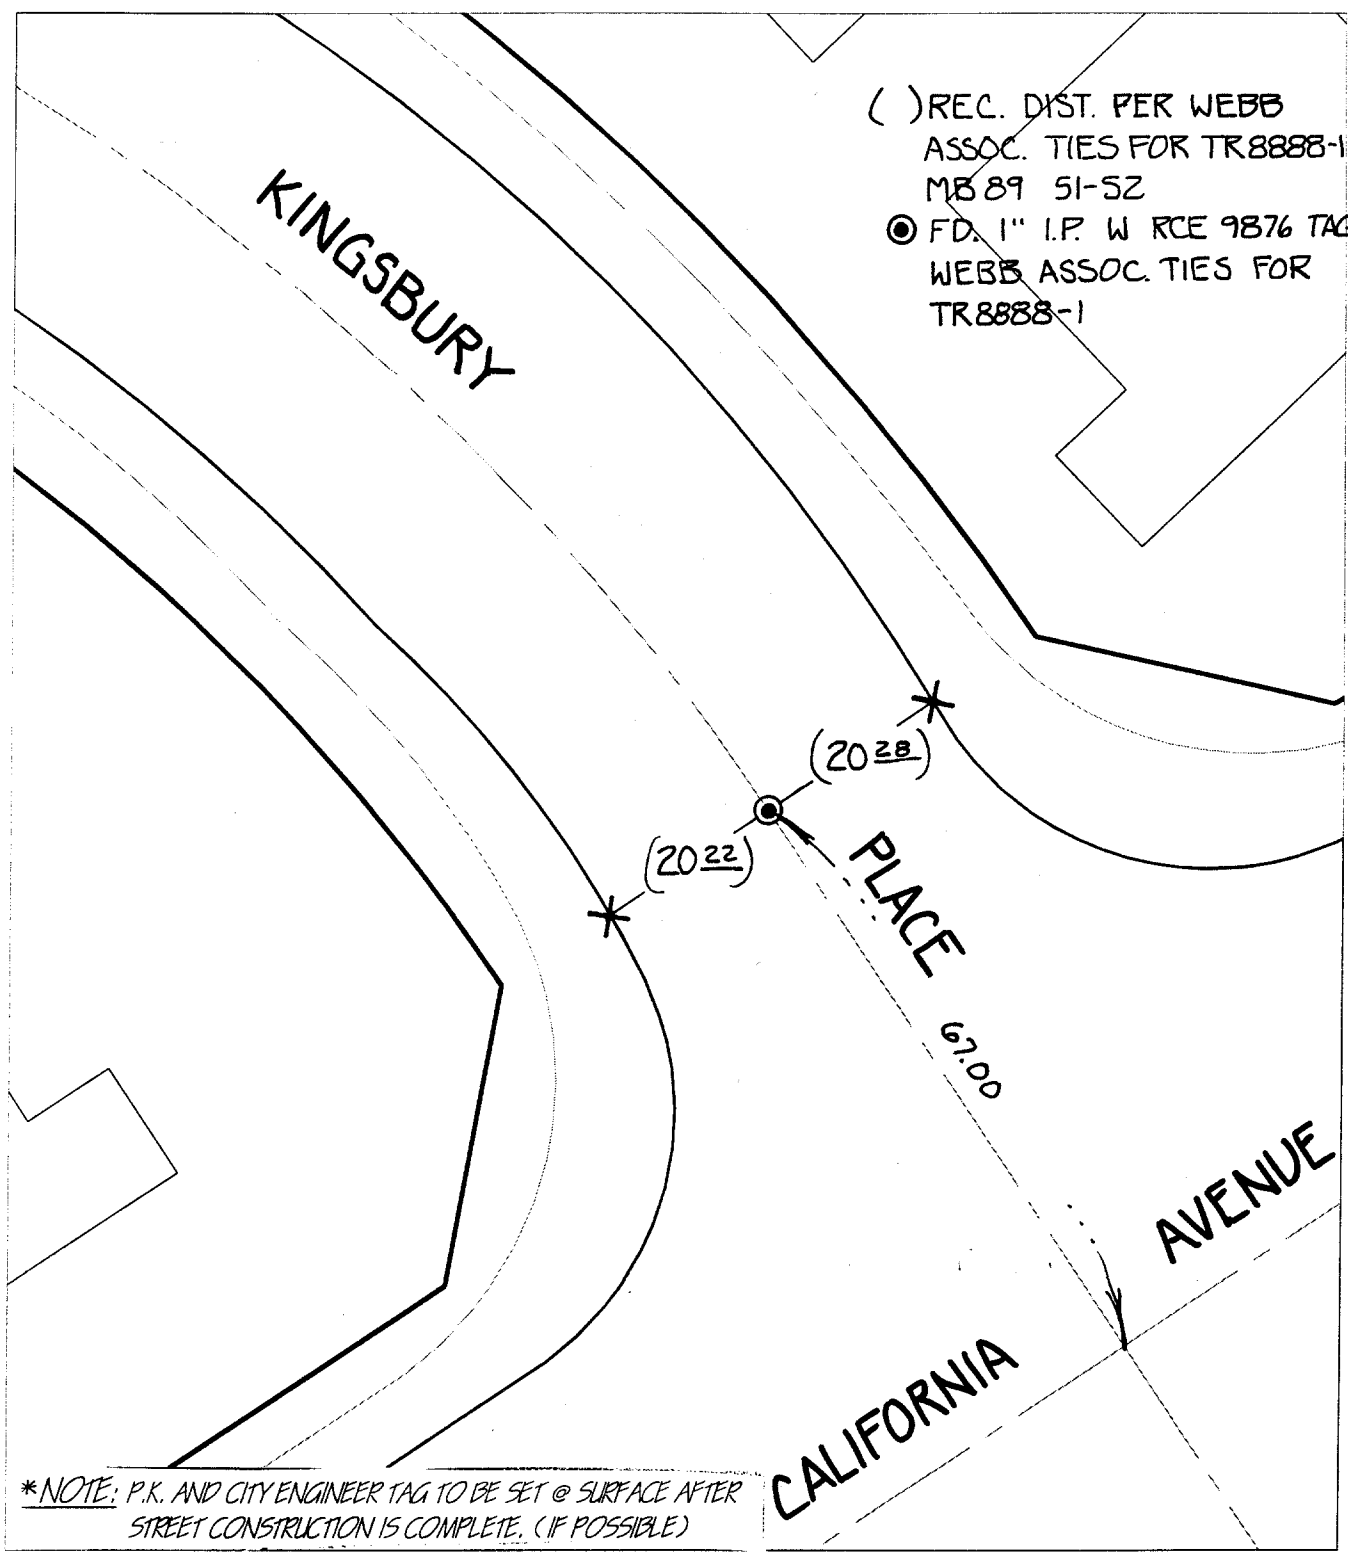 ( ) REC. DIST. PER WEBB
ASSOC. TIES FOR TR8888-1
MB 89 51-52
FD. 1" I.P. W RCE 9876 TAG
WEBB ASSOC. TIES FOR
TR8888-1
KINGSBURY
(20 28)
(20 22)
PLACE
67.00
AVENUE
CALIFORNIA
*NOTE: P.K. AND CITY ENGINEER TAG TO BE SET @ SURFACE AFTER
STREET CONSTRUCTION IS COMPLETE. (IF POSSIBLE)